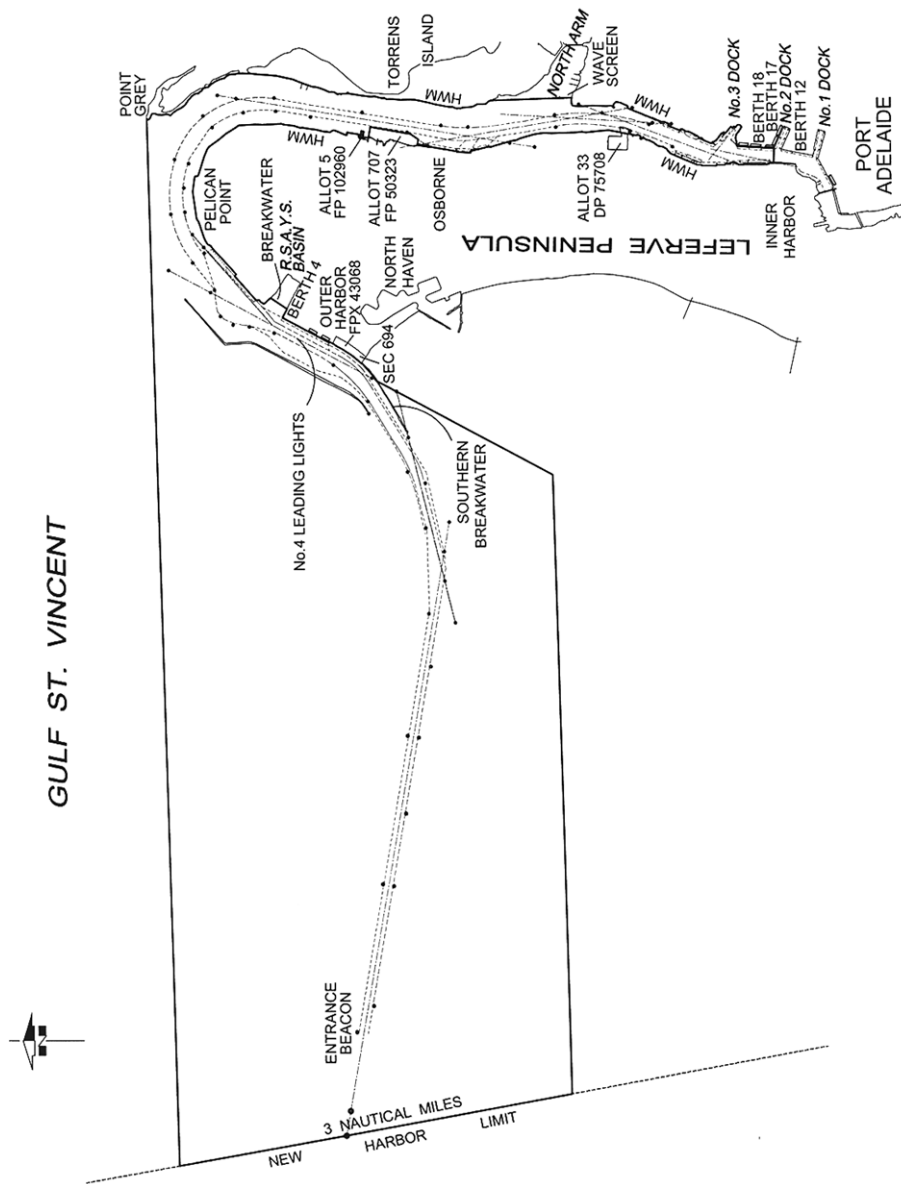 GULF ST. VINCENT
POINT
GREY
TORRENS
ISLAND
NORTH ARM
WAVE
SCREEN
HWM
HWM
No.3 DOCK
BERTH 18
BERTH 17
No.2 DOCK
BERTH 12
No.1 DOCK
PORT
ADELAIDE
PELICAN
POINT
HWM
ALLOT 5
FP 102960
ALLOT 707
FP 50323
OSBORNE
ALLOT 33
DP 75708
HWM
INNER
HARBOR
LEFERVE PENINSULA
BREAKWATER
R.S.A.Y.S.
BASIN
BERTH 4
OUTER
HARBOR
FPX 43068
SEC 694
NORTH
HAVEN
No.4 LEADING LIGHTS
SOUTHERN
BREAKWATER
ENTRANCE
BEACON
3 NAUTICAL MILES
NEW HARBOR LIMIT